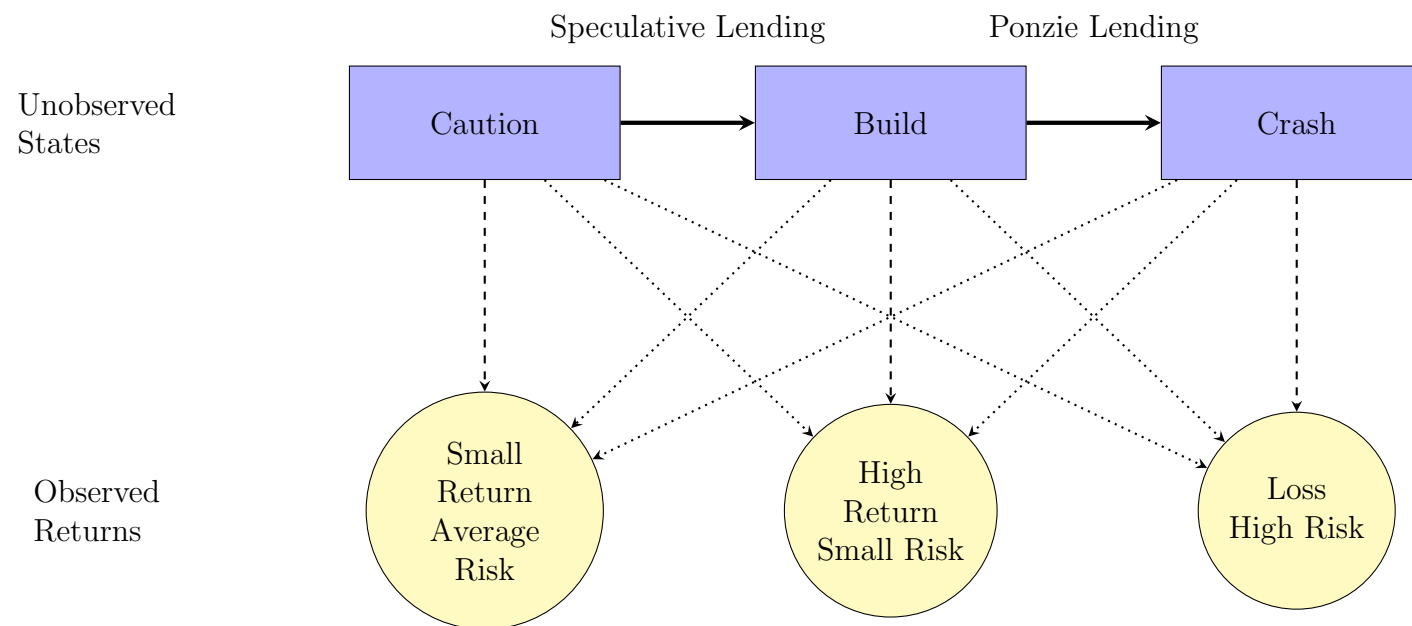 Speculative Lending
Ponzie Lending
Unobserved
States
Caution
Build
Crash
Observed
Returns
Small
Return
Average
Risk
High
Return
Small Risk
Loss
High Risk